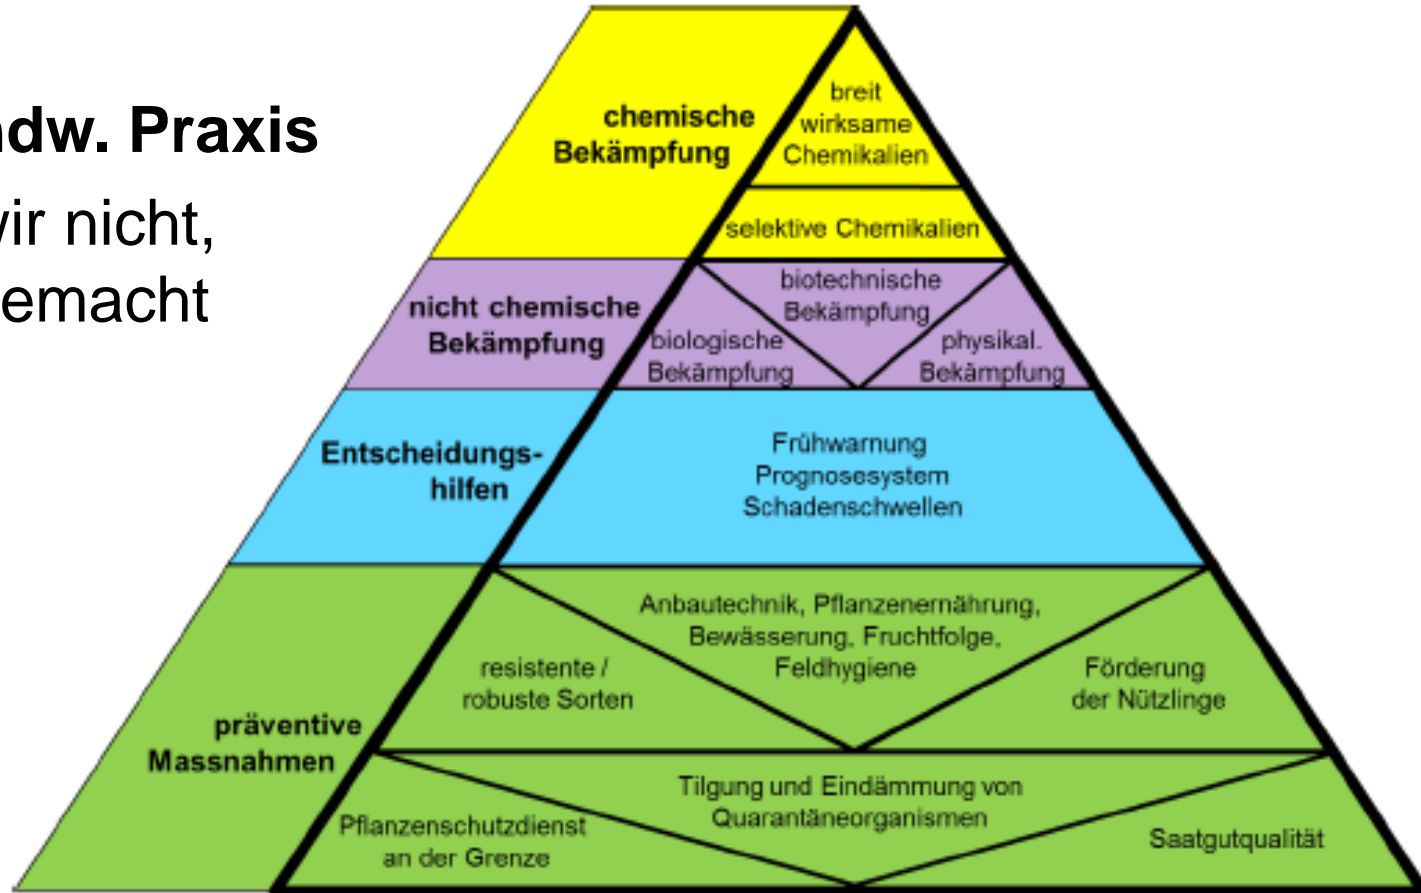 ndw. Praxis
wir nicht,
emacht
chemische
Bekämpfung
breit
wirksame
Chemikalien
selektive Chemikalien
nicht chemische
Bekämpfung
biotechnische
Bekämpfung
biologische
Bekämpfung
physikal.
Bekämpfung
Entscheidungs-
hilfen
Frühwarnung
Prognosesystem
Schadenschwellen
präventive
Massnahmen
Anbautechnik, Pflanzenernährung,
Bewässerung, Fruchtfolge,
Feldhygiene
resistente /
robuste Sorten
Förderung
der Nützlinge
Tilgung und Eindämmung von
Quarantäneorganismen
Pflanzenschutzdienst
an der Grenze
Saatgutqualität